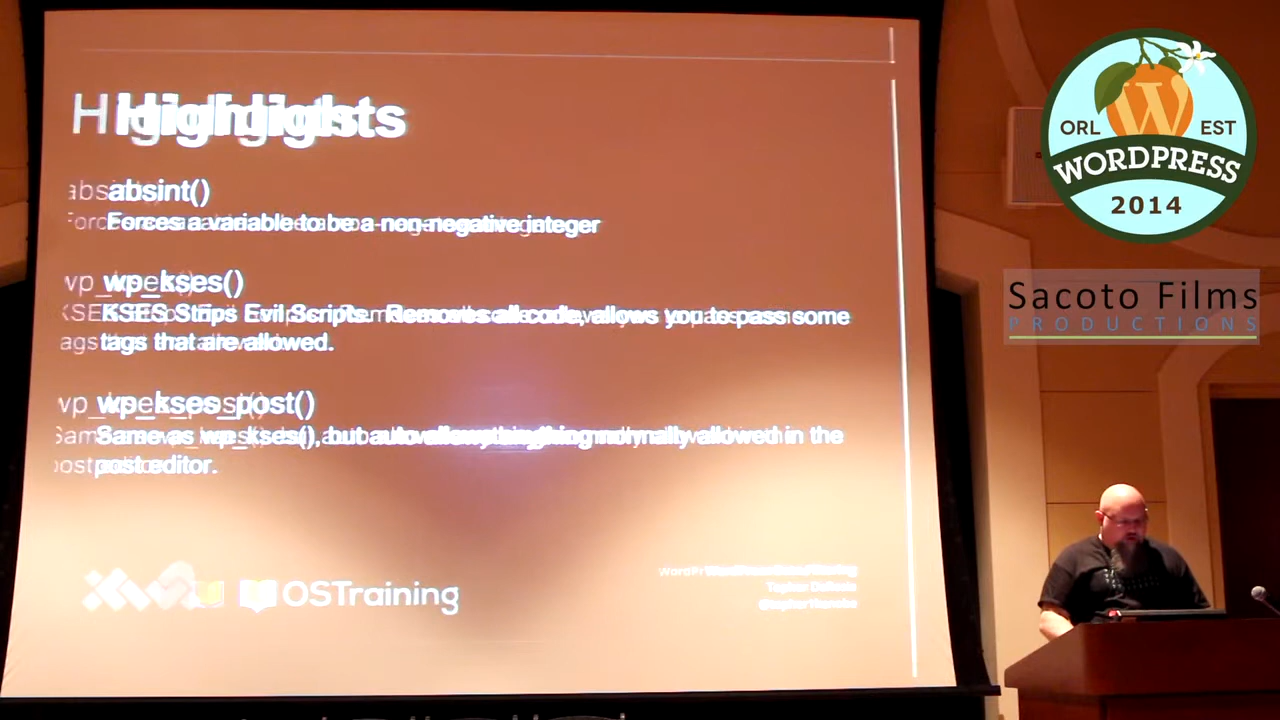 Highlights
absint()
Forces a variable to be a non-negative integer
wp_kses()
KSES Strips Evil Scripts. Removes all code, allows you to pass some
tags that are allowed.
wp_kses_post()
Same as wp_kses(), but auto allows anything normally allowed in the
post editor.
OSTraining
ORL EST
WORDPRESS
2014
Sacoto Films
PRODUCTIONS